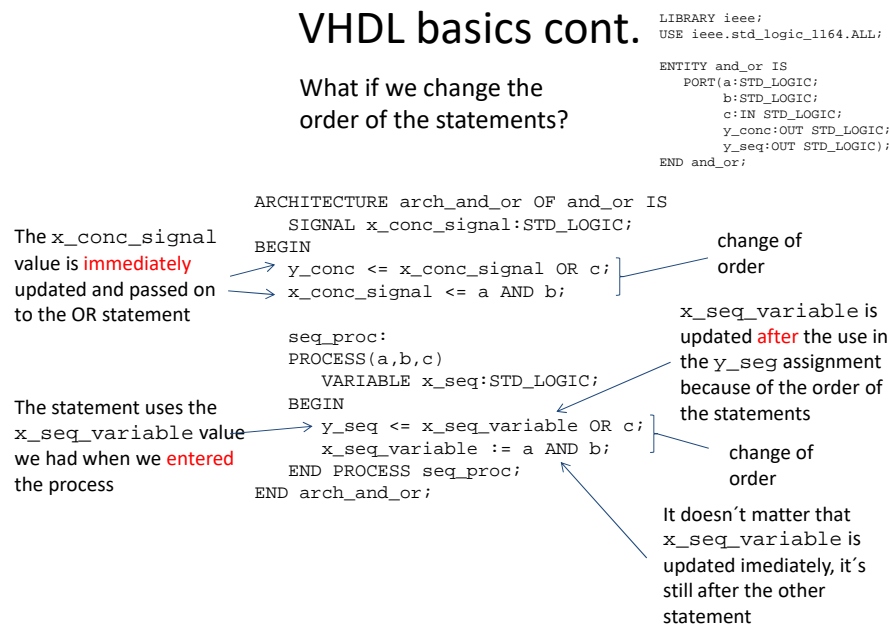 VHDL basics cont.
LIBRARY ieee;
USE ieee.std_logic_1164.ALL;
ENTITY and_or IS
PORT(a:STD_LOGIC;
b:STD_LOGIC;
c:IN STD_LOGIC;
y_conc:OUT STD_LOGIC;
y_seq:OUT STD_LOGIC);
END and_or;
What if we change the
order of the statements?
ARCHITECTURE arch_and_or OF and_or IS
SIGNAL x_conc_signal:STD_LOGIC;
BEGIN
y_conc <= x_conc_signal OR c;
x_conc_signal <= a AND b;
seq_proc:
PROCESS(a,b,c)
VARIABLE x_seq:STD_LOGIC;
BEGIN
y_seq <= x_seq_variable OR c;
x_seq_variable := a AND b;
END PROCESS seq_proc;
END arch_and_or;
The x_conc_signal
value is immediately
updated and passed on
to the OR statement
The statement uses the
x_seq_variable value
we had when we entered
the process
change of
order
x_seq_variable is
updated after the use in
the y_seg assignment
because of the order of
the statements
change of
order
It doesn´t matter that
x_seq_variable is
updated imediately, it´s
still after the other
statement